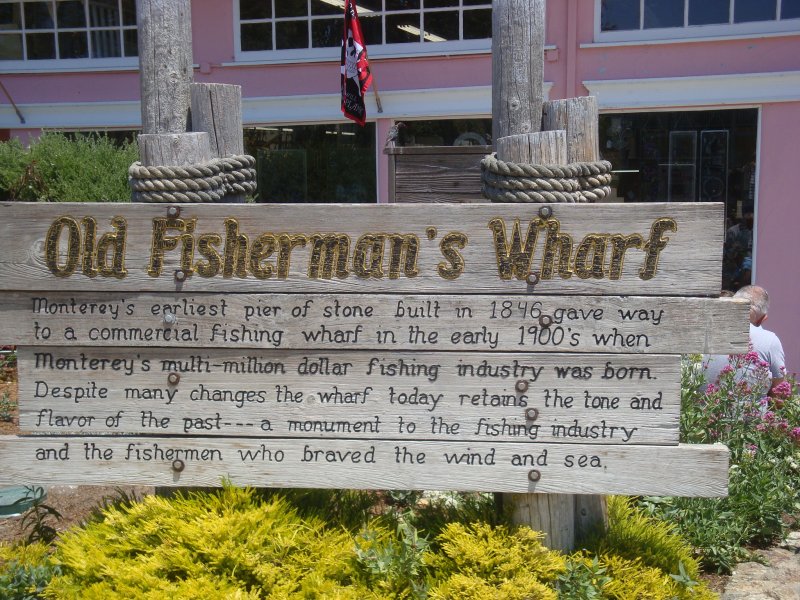 Old Fisherman's Wharf
Monterey's earliest pier of stone built in 1846 gave way
to a commercial fishing wharf in the early 1900's when
Monterey's multi-million dollar fishing industry was born.
Despite many changes the wharf today retains the tone and
flavor of the past--- a monument to the fishing industry
and the fishermen who braved the wind and sea.